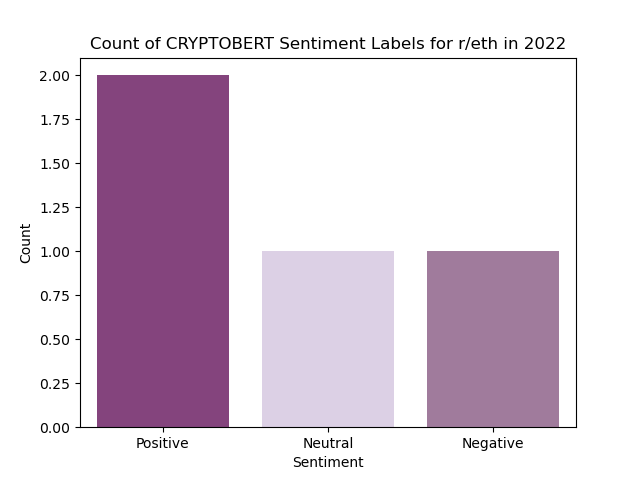 Count of CRYPTOBERT Sentiment Labels for r/eth in 2022
2.00
1.75
1.50
1.25
1.00
0.75
0.50
0.25
0.00
Count
Positive Neutral Negative
Sentiment